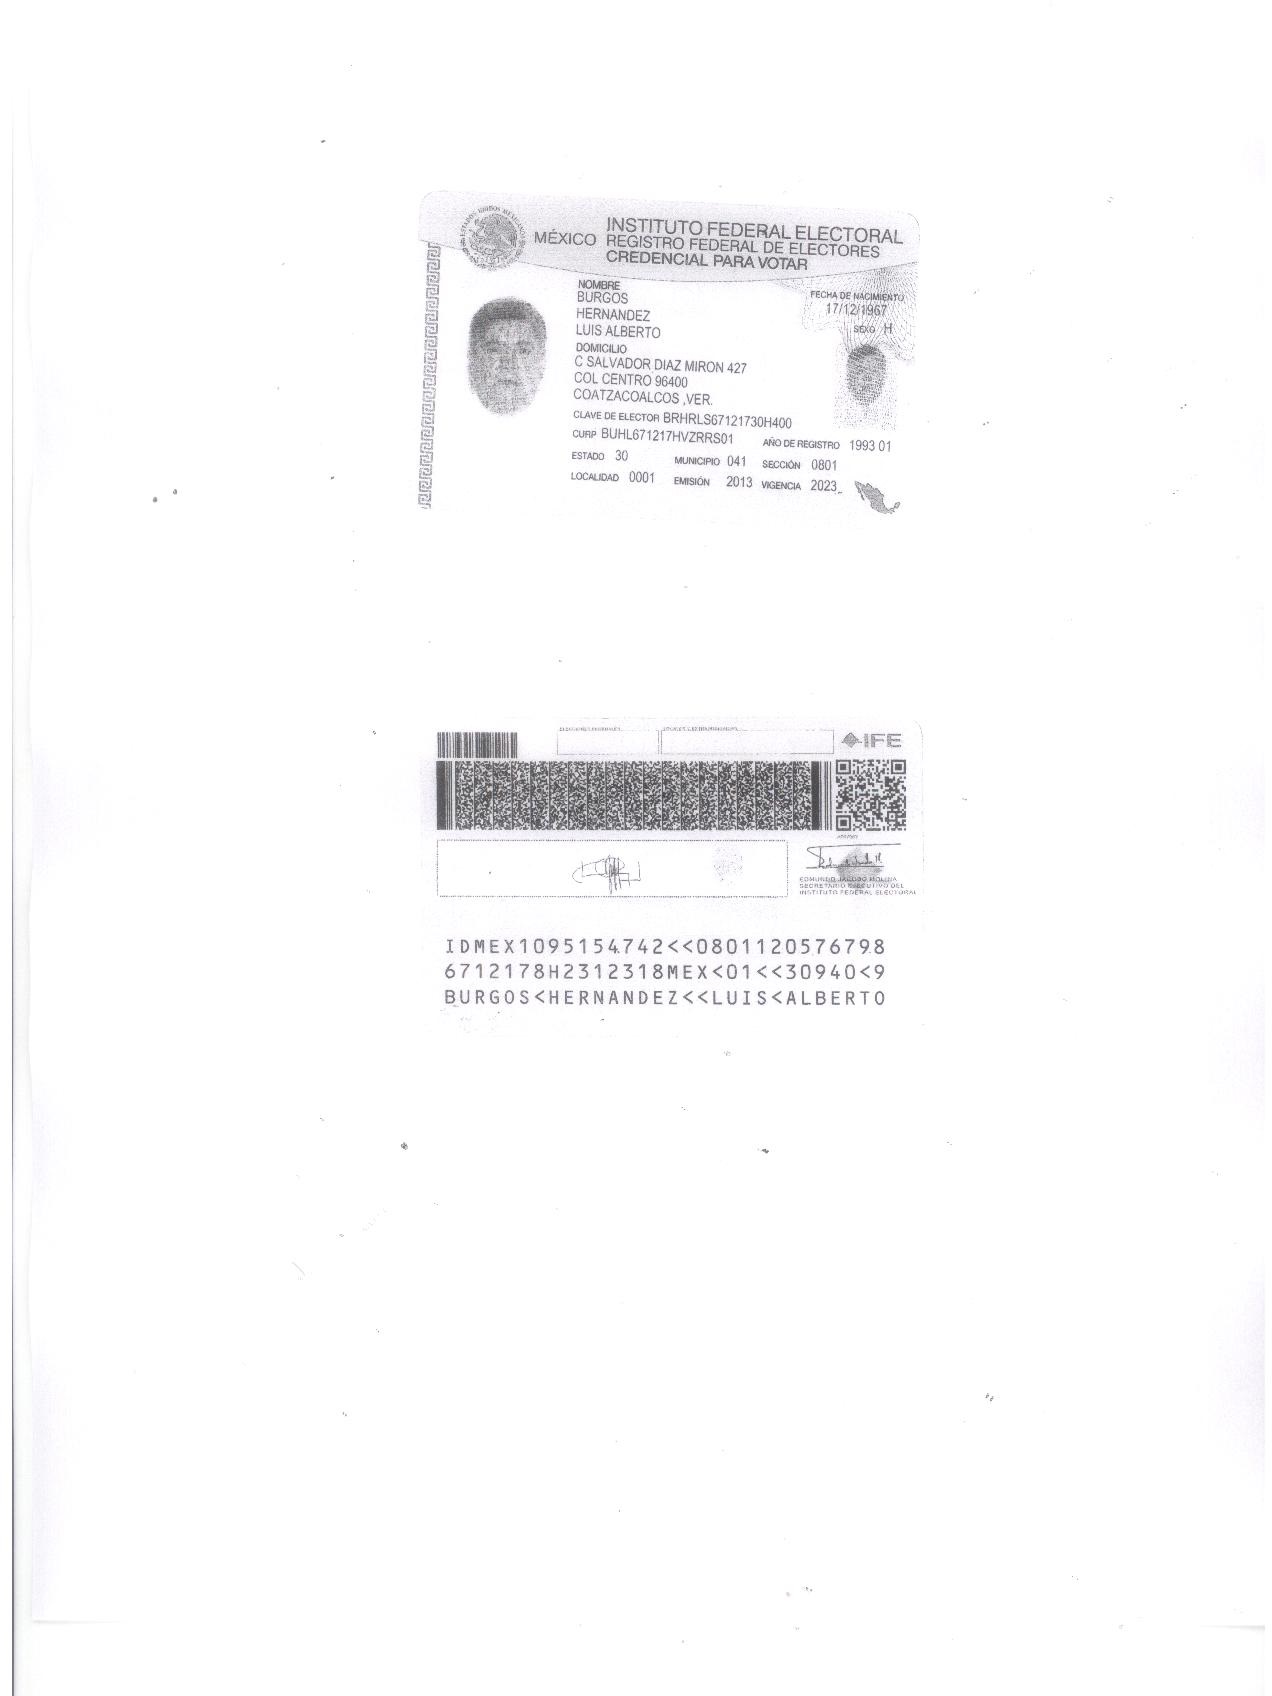 INSTITUTO FEDERAL ELECTORAL
MÉXICO REGISTRO FEDERAL DE ELECTORES
CREDENCIAL PARA VOTAR
NOMBRE
BURGOS
HERNANDEZ
LUIS ALBERTO
FECHA DE NACIMIENTO
17/12/1967
SEXO H
DOMICILIO
C SALVADOR DIAZ MIRON 427
COL CENTRO 96400
COATZACOALCOS ,VER.
CLAVE DE ELECTOR BRHRLS67121730H400
CURP BUHL671217HVZRRS01 AÑO DE REGISTRO 1993 01
ESTADO 30 MUNICIPIO 041 SECCIÓN 0801
LOCALIDAD 0001 EMISIÓN 2013 VIGENCIA 2023
IFE
EDMUNDO JACOBO MOLINA
SECRETARIO EJECUTIVO DEL
INSTITUTO FEDERAL ELECTORAL
IDMEX1095154742<<0801120576798
6712178H2312318MEX<01<<30940<9
BURGOS<HERNANDEZ<<LUIS<ALBERTO